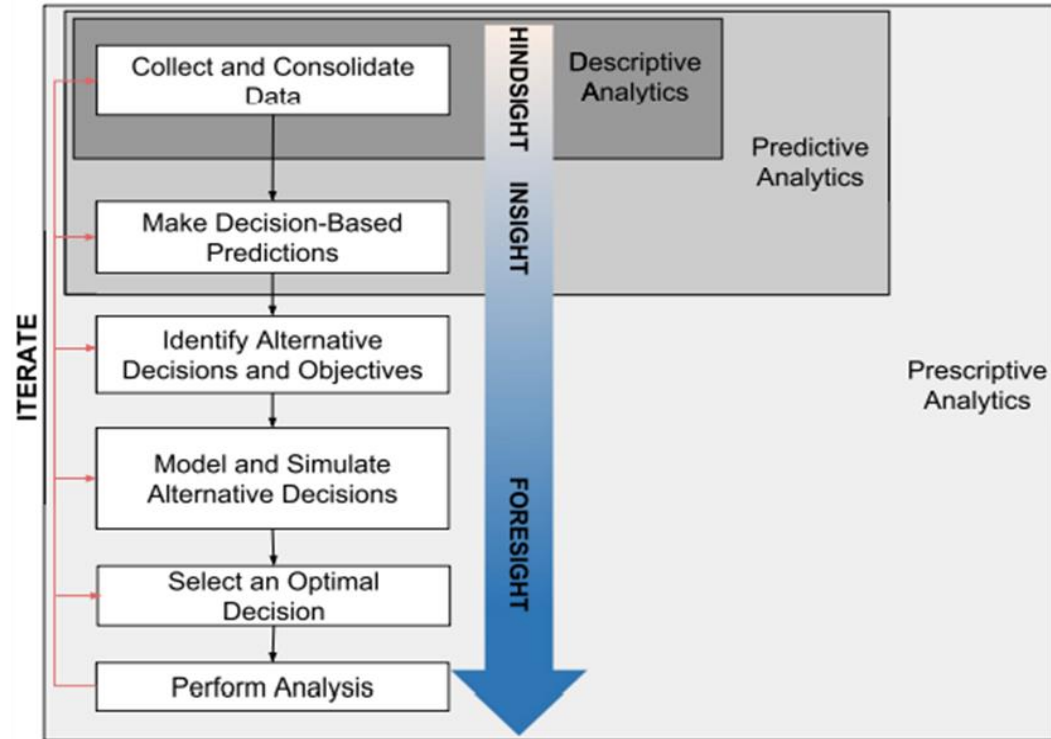 Collect and Consolidate
Data
Descriptive
Analytics
HINDSIGHT
Predictive
Analytics
Make Decision-Based
Predictions
INSIGHT
Identify Alternative
Decisions and Objectives
Prescriptive
Analytics
ITERATE
Model and Simulate
Alternative Decisions
FORESIGHT
Select an Optimal
Decision
Perform Analysis